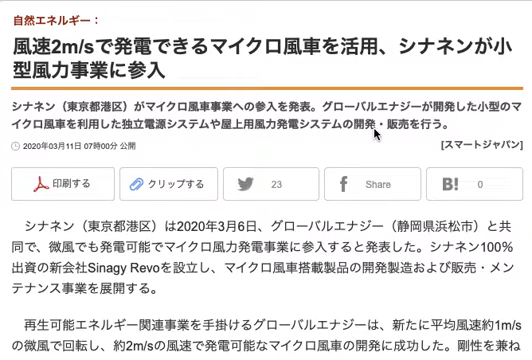 自然エネルギー：
風速2m/sで発電できるマイクロ風車を活用、シナネンが小
型風力事業に参入
シナネン（東京都港区）がマイクロ風車事業への参入を発表。グローバルエナジーが開発した小型のマ
イクロ風車を利用した独立電源システムや屋上用風力発電システムの開発・販売を行う。
2020年03月11日 07時00分 公開
[スマートジャパン]
印刷する
クリップする
23
Share
B! 0
シナネン（東京都港区）は2020年3月6日、グローバルエナジー（静岡県浜松市）と共
同で、微風でも発電可能でマイクロ風力発電事業に参入すると発表した。シナネン100%
出資の新会社Sinagy Revoを設立し、マイクロ風車搭載製品の開発製造および販売・メン
テナンス事業を展開する。
再生可能エネルギー関連事業を手掛けるグローバルエナジーは、新たに平均風速約1m/s
の微風で回転し、約2m/sの風速で発電可能なマイクロ風車の開発に成功した。剛性を兼ね